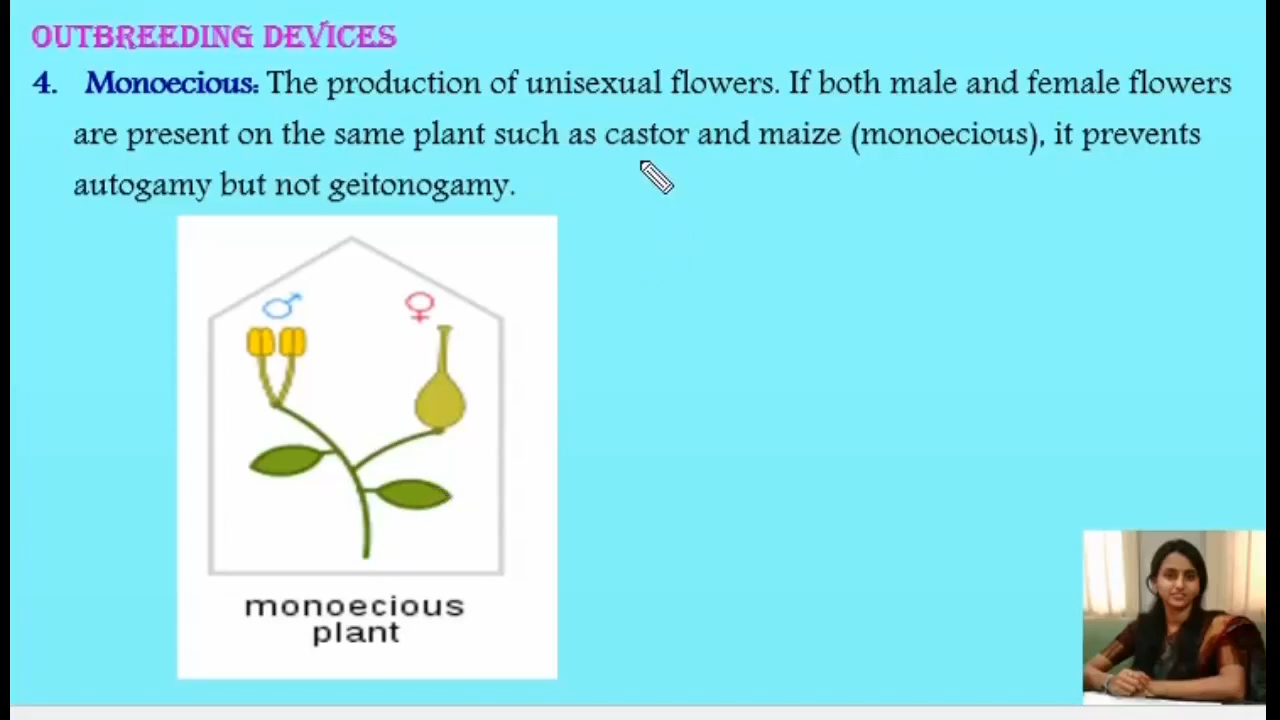 OUTBREEDING DEVICES
4. Monoecious: The production of unisexual flowers. If both male and female flowers
are present on the same plant such as castor and maize (monoecious), it prevents
autogamy but not geitonogamy.
♂ ♀
monoecious
plant